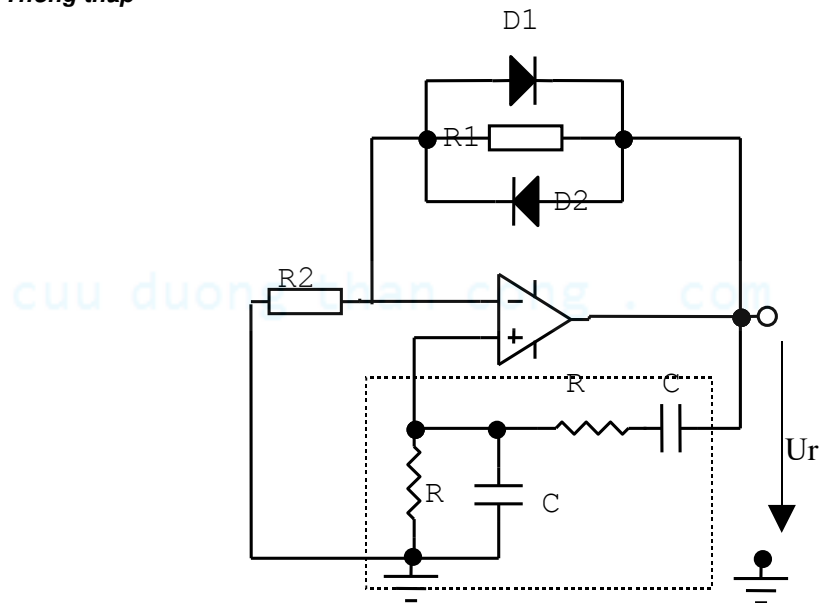 Thông thấp
D1
R1
D2
R2
cuu duong than cong . com
−
+
R
C
Ur
R
C